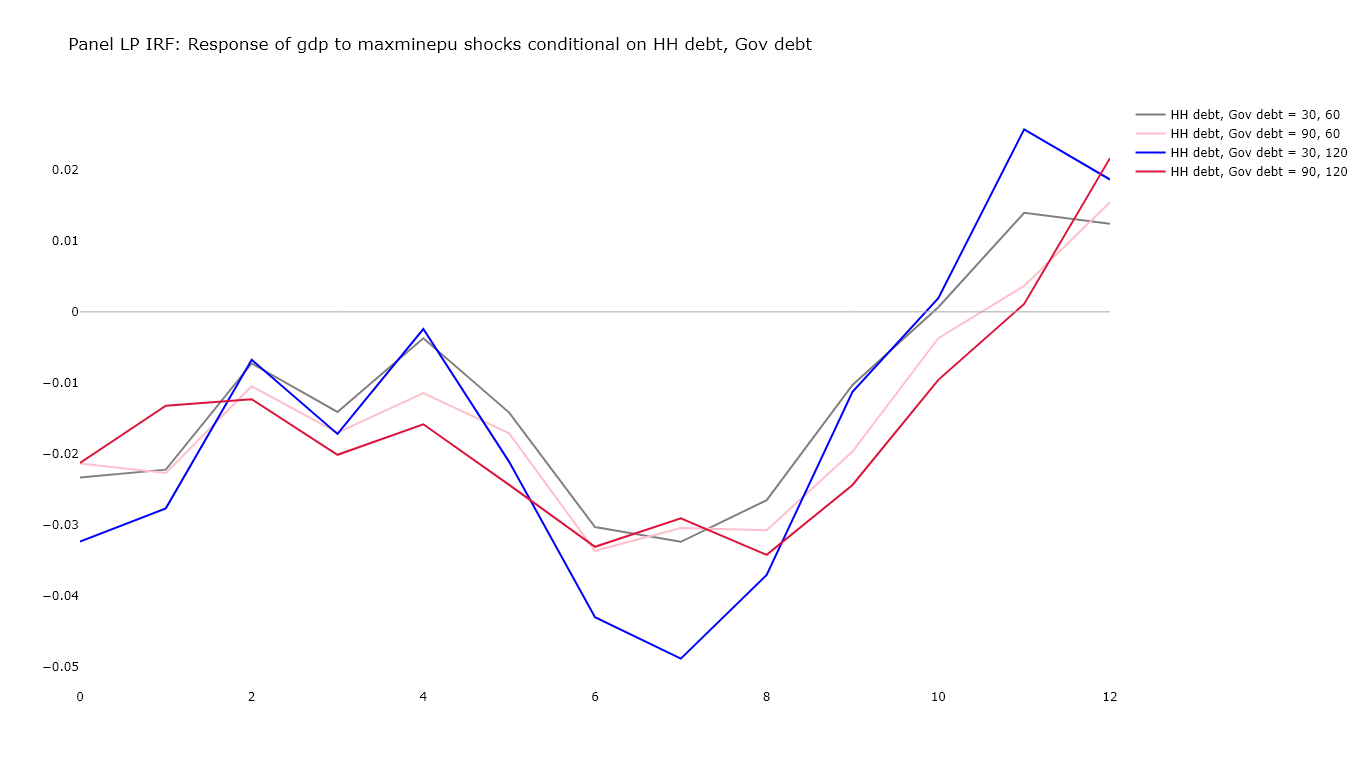 Panel LP IRF: Response of gdp to maxminepu shocks conditional on HH debt, Gov debt
HH debt, Gov debt = 30, 60
HH debt, Gov debt = 90, 60
HH debt, Gov debt = 30, 120
HH debt, Gov debt = 90, 120
0.02
0.01
0
−0.01
−0.02
−0.03
−0.04
−0.05
0 2 4 6 8 10 12